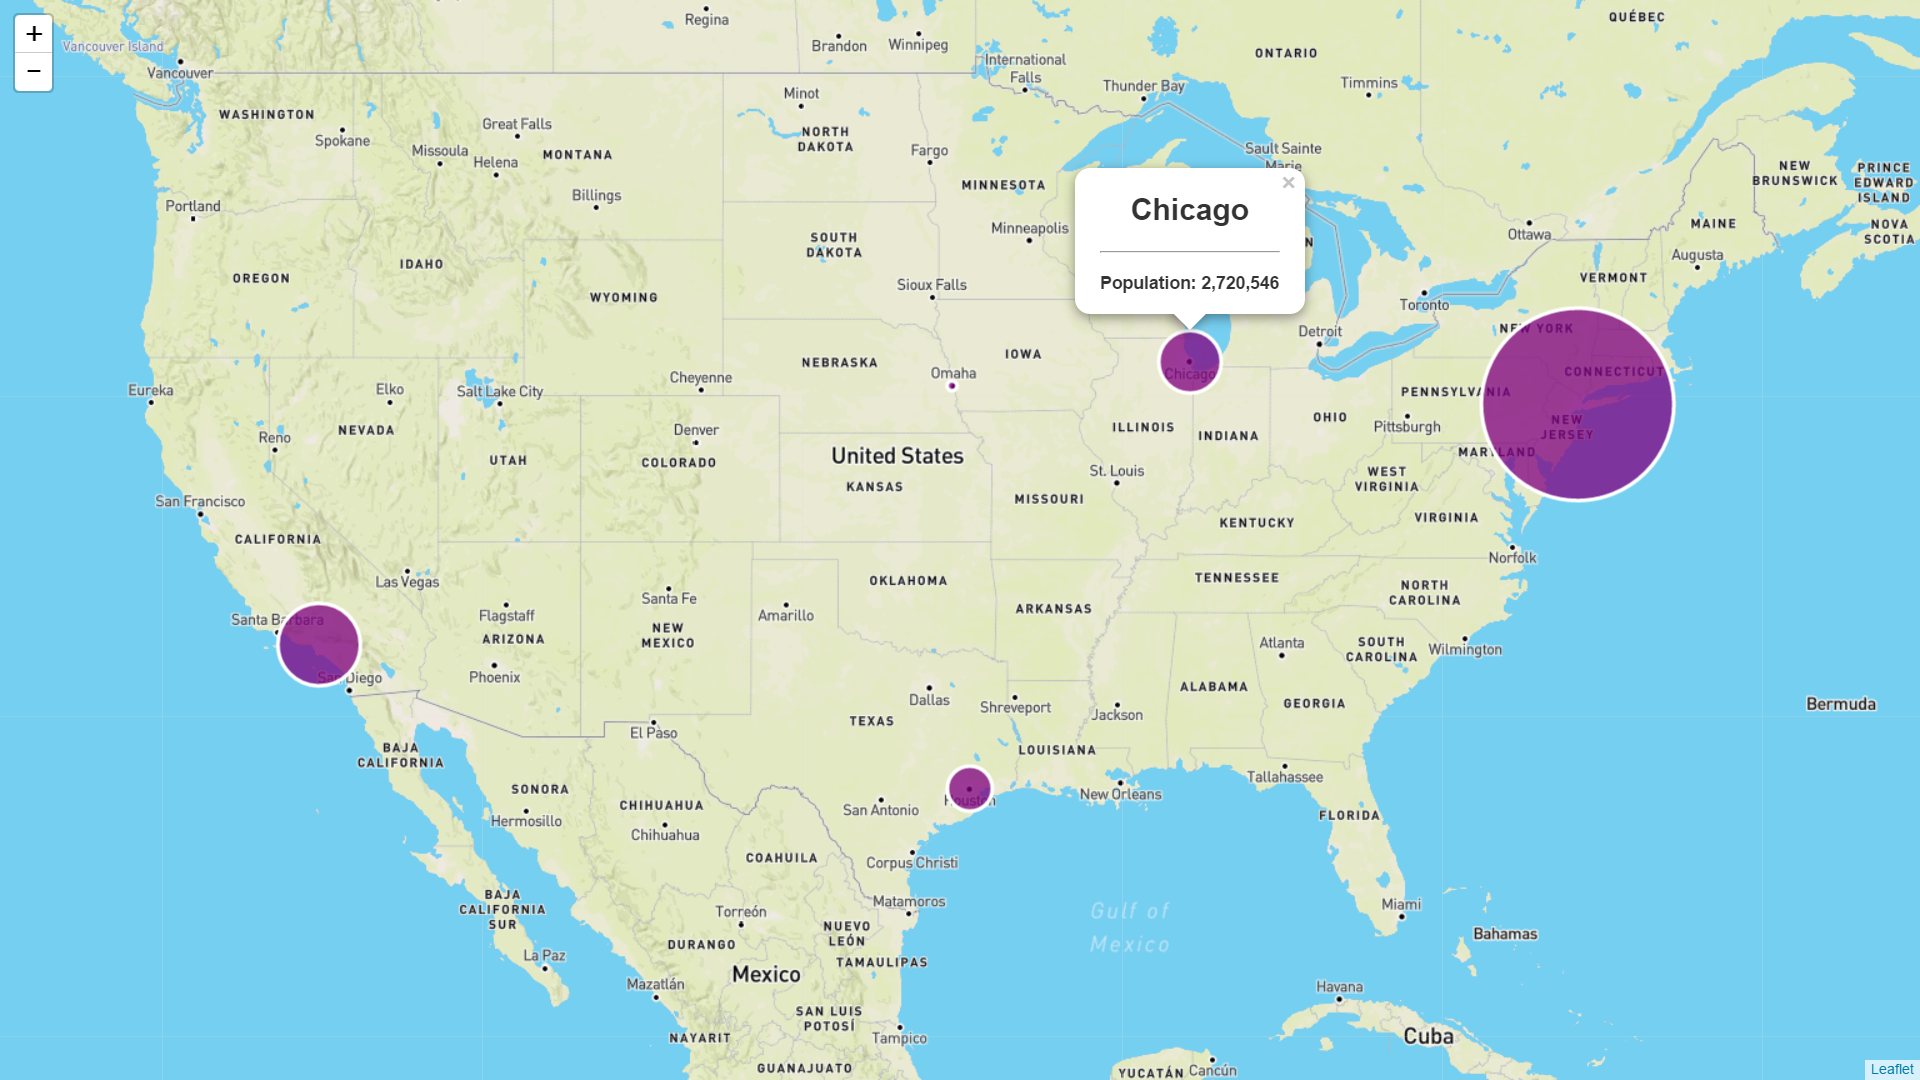 +
−
Regina
QUÉBEC
Brandon
Winnipeg
Vancouver Island
ONTARIO
International
Falls
Vancouver
Timmins
Thunder Bay
Minot
WASHINGTON
Great Falls
Spokane
NORTH
DAKOTA
Missoula
Helena
MONTANA
Fargo
Sault Sainte
Marie
NEW
BRUNSWICK
PRINCE
EDWARD
ISLAND
MINNESOTA
×
Billings
Portland
Chicago
Minneapolis
MAINE
NOVA
SCOTIA
Ottawa
SOUTH
DAKOTA
N
Augusta
IDAHO
OREGON
VERMONT
Population: 2,720,546
Sioux Falls
WYOMING
Toronto
NEW YORK
Detroit
IOWA
NEBRASKA
CONNECTICUT
Omaha
Chicago
Cheyenne
Eureka
Elko
Salt Lake City
PENNSYLVANIA
OHIO
NEW
JERSEY
Pittsburgh
ILLINOIS
INDIANA
NEVADA
Denver
Reno
MARYLAND
United States
UTAH
COLORADO
St. Louis
WEST
VIRGINIA
KANSAS
MISSOURI
San Francisco
VIRGINIA
KENTUCKY
CALIFORNIA
Norfolk
Las Vegas
OKLAHOMA
TENNESSEE
NORTH
CAROLINA
Santa Fe
ARKANSAS
Flagstaff
Amarillo
Santa Barbara
NEW
MEXICO
ARIZONA
Atlanta
SOUTH
CAROLINA
Wilmington
San Diego
Phoenix
ALABAMA
Dallas
Shreveport
GEORGIA
Bermuda
Jackson
TEXAS
El Paso
LOUISIANA
BAJA
CALIFORNIA
Tallahassee
SONORA
New Orleans
Houston
CHIHUAHUA
San Antonio
FLORIDA
Hermosillo
Chihuahua
COAHUILA
Corpus Christi
BAJA
CALIFORNIA
SUR
Matamoros
Miami
Torreón
Gulf of
Mexico
NUEVO
LEÓN
Bahamas
DURANGO
La Paz
TAMAULIPAS
Mexico
Mazatlán
Havana
SAN LUIS
POTOSÍ
Cuba
NAYARIT
Tampico
GUANAJUATO
YUCATÁN
Cancún
Leaflet